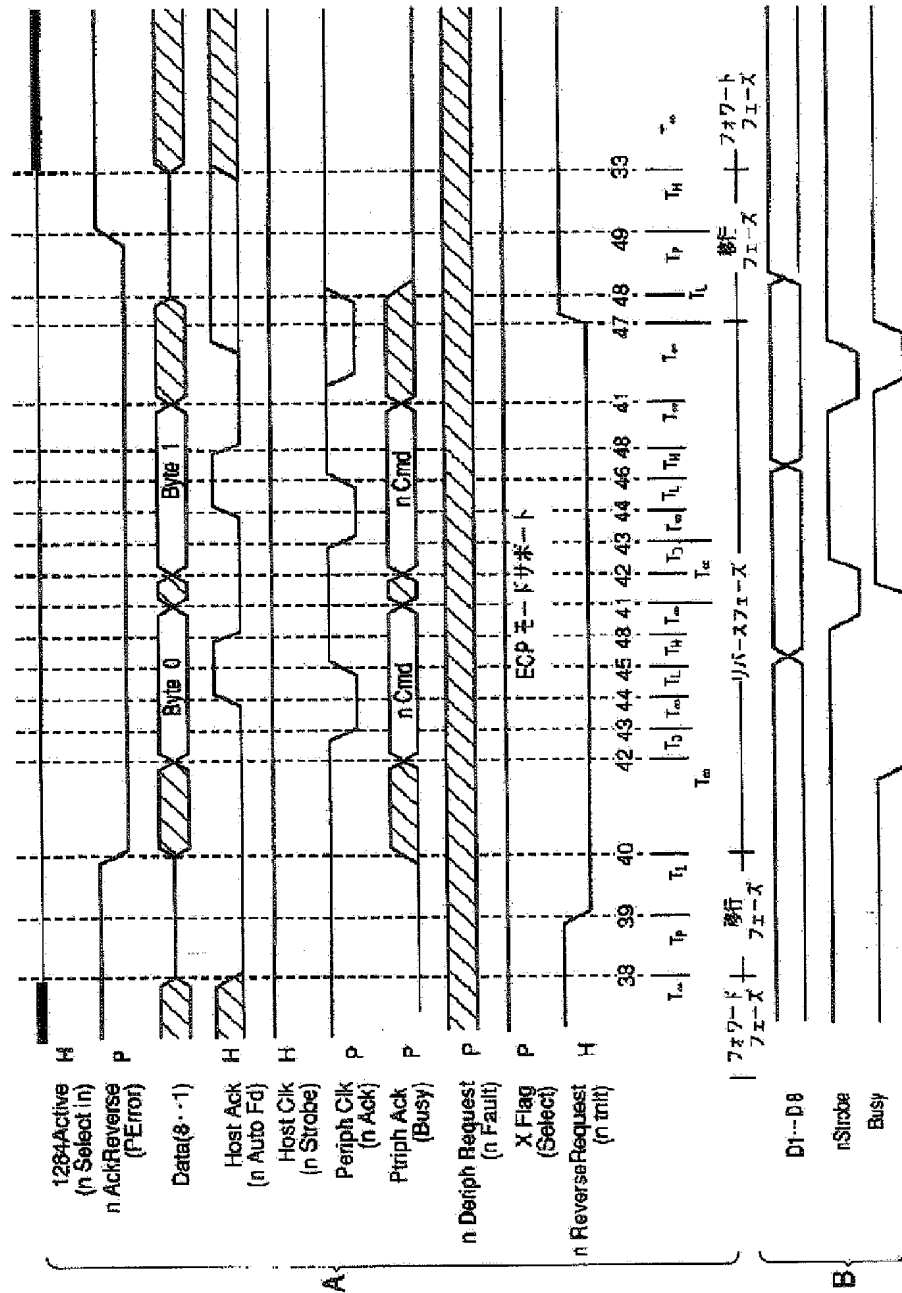 1284Active H
(n Select in)
n AckReverse P
(PError)
Data(8··1)
Byte 0
Byte 1
Host Ack H
(n Auto Fd)
Host Clk H
(n Strobe)
Periph Clk P
(n Ack)
Ptriph Ack P
(Busy)
n Cmd
n Cmd
n Deriph Request P
(n Fault)
X Flag P
(Select)
ECPモードサポート
n ReverseRequest H
39 40 42 43 44 45 48 41 42 43 44 46 48 41 47 48 49 33
フォワード
フェーズ
移行
フェーズ
リバースフェーズ
移行
フェーズ
フォワート
フェーズ
A
D1···D8
nStrobe
Busy
B